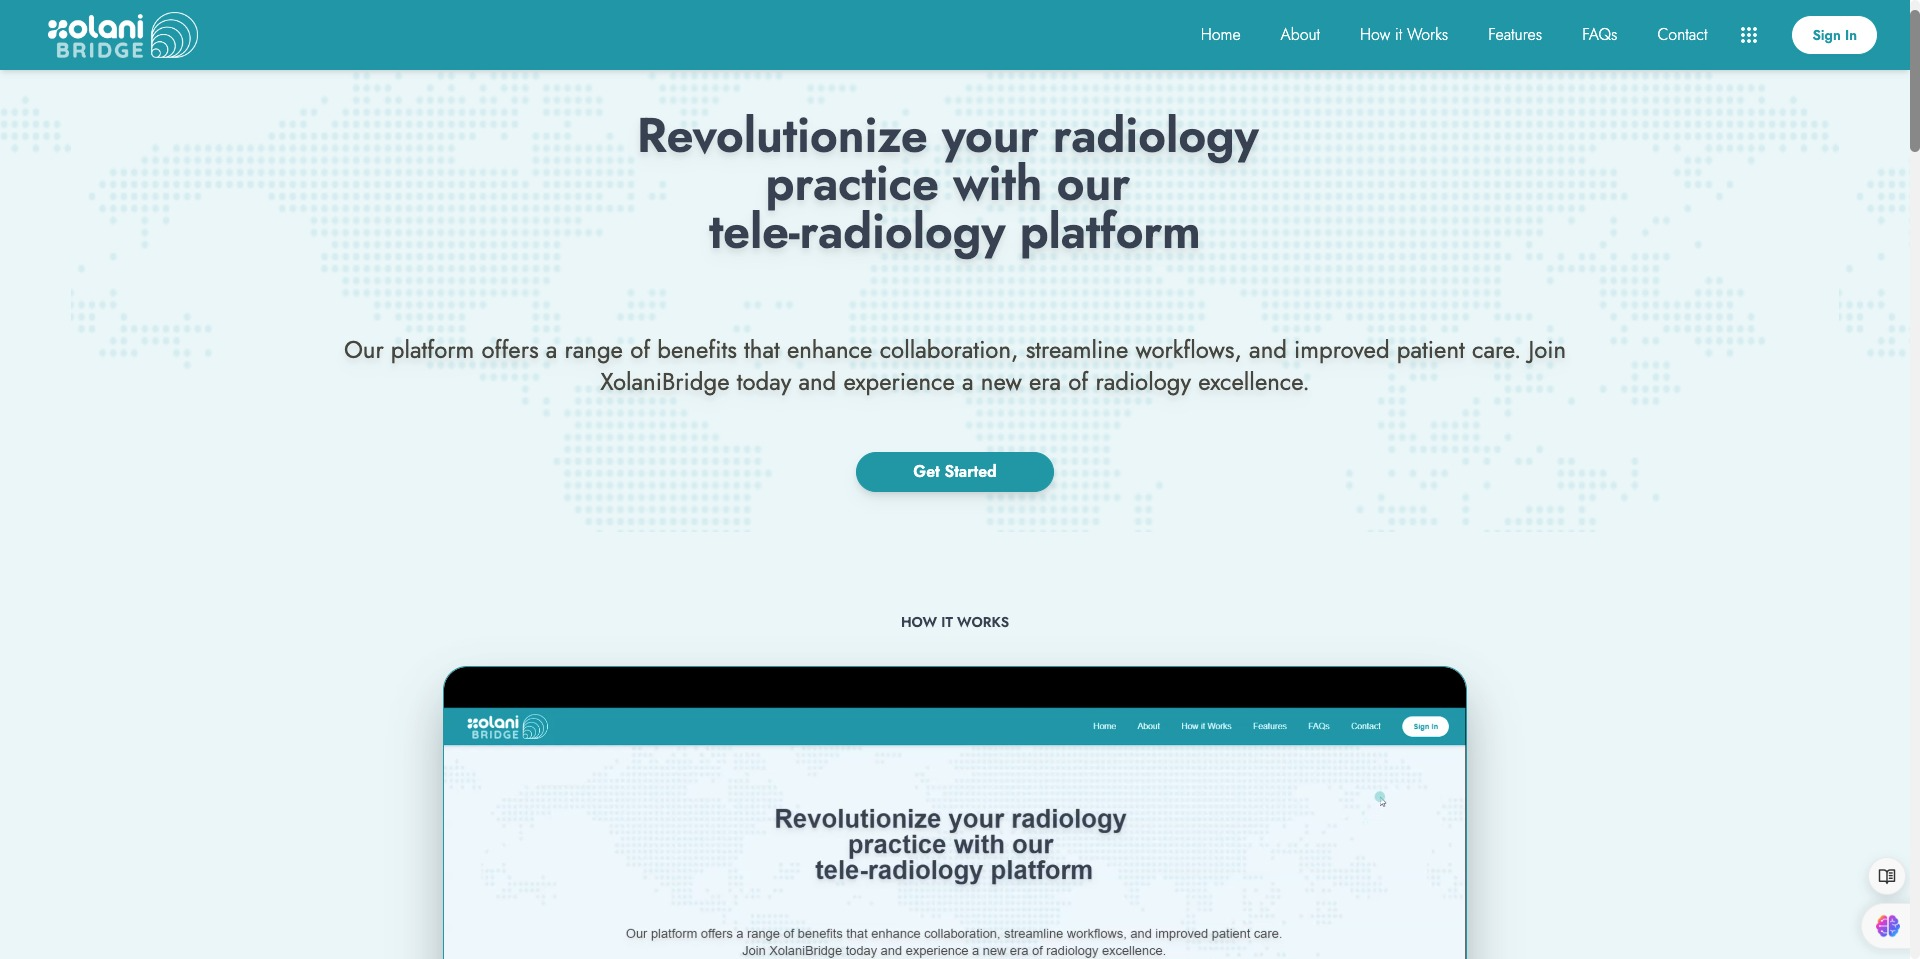 xolani
BRIDGE
Home
About
How it Works
Features
FAQs
Contact
Sign In
Revolutionize your radiology
practice with our
tele-radiology platform
Our platform offers a range of benefits that enhance collaboration, streamline workflows, and improved patient care. Join
XolaniBridge today and experience a new era of radiology excellence.
Get Started
HOW IT WORKS
xolani
BRIDGE
Home
About
How it Works
Features
FAQs
Contact
Sign In
Revolutionize your radiology
practice with our
tele-radiology platform
Our platform offers a range of benefits that enhance collaboration, streamline workflows, and improved patient care.
Join XolaniBridge today and experience a new era of radiology excellence.